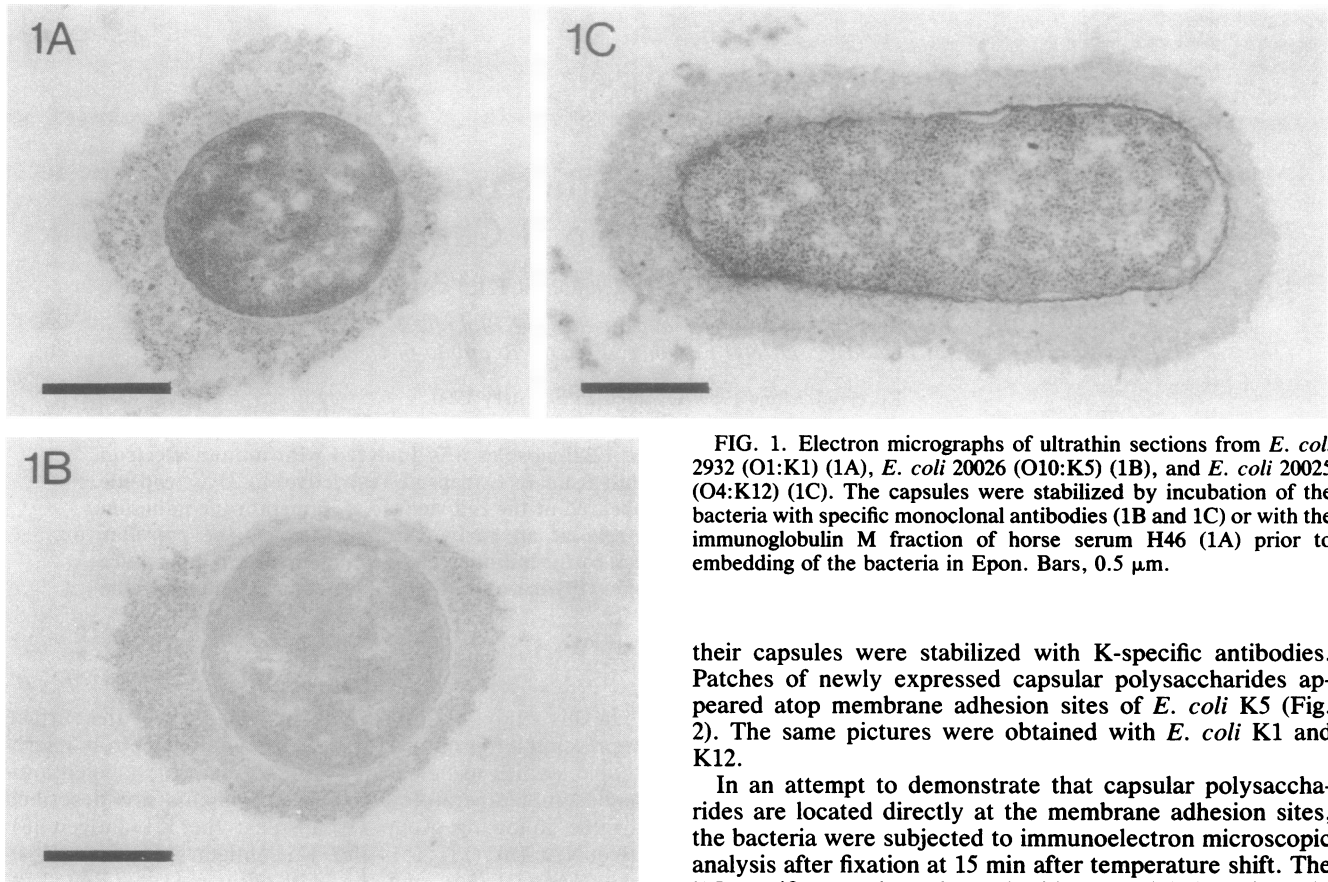 1A
1C
1B
FIG. 1. Electron micrographs of ultrathin sections from E. col
2932 (O1:K1) (1A), E. coli 20026 (O10:K5) (1B), and E. coli 20025
(O4:K12) (1C). The capsules were stabilized by incubation of the
bacteria with specific monoclonal antibodies (1B and 1C) or with the
immunoglobulin M fraction of horse serum H46 (1A) prior to
embedding of the bacteria in Epon. Bars, 0.5 μm.
their capsules were stabilized with K-specific antibodies.
Patches of newly expressed capsular polysaccharides ap-
peared atop membrane adhesion sites of E. coli K5 (Fig.
2). The same pictures were obtained with E. coli K1 and
K12.
In an attempt to demonstrate that capsular polysaccha-
rides are located directly at the membrane adhesion sites,
the bacteria were subjected to immunoelectron microscopic
analysis after fixation at 15 min after temperature shift. The